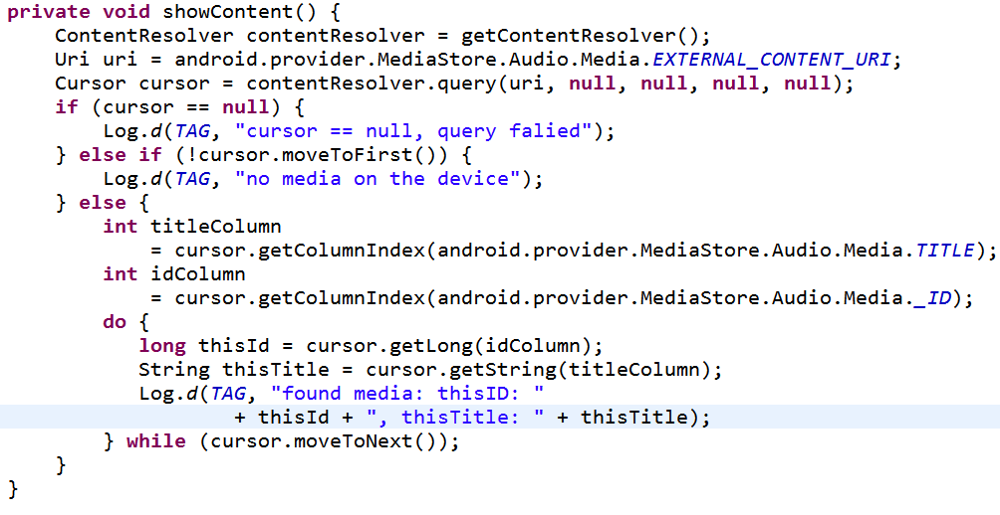 private void showContent() {
    ContentResolver contentResolver = getContentResolver();
    Uri uri = android.provider.MediaStore.Audio.Media.EXTERNAL_CONTENT_URI;
    Cursor cursor = contentResolver.query(uri, null, null, null, null);
    if (cursor == null) {
        Log.d(TAG, "cursor == null, query falied");
    } else if (!cursor.moveToFirst()) {
        Log.d(TAG, "no media on the device");
    } else {
        int titleColumn
            = cursor.getColumnIndex(android.provider.MediaStore.Audio.Media.TITLE);
        int idColumn
            = cursor.getColumnIndex(android.provider.MediaStore.Audio.Media._ID);
        do {
           long thisId = cursor.getLong(idColumn);
           String thisTitle = cursor.getString(titleColumn);
           Log.d(TAG, "found media: thisID: "
                   + thisId + ", thisTitle: " + thisTitle);
        } while (cursor.moveToNext());
    }
}